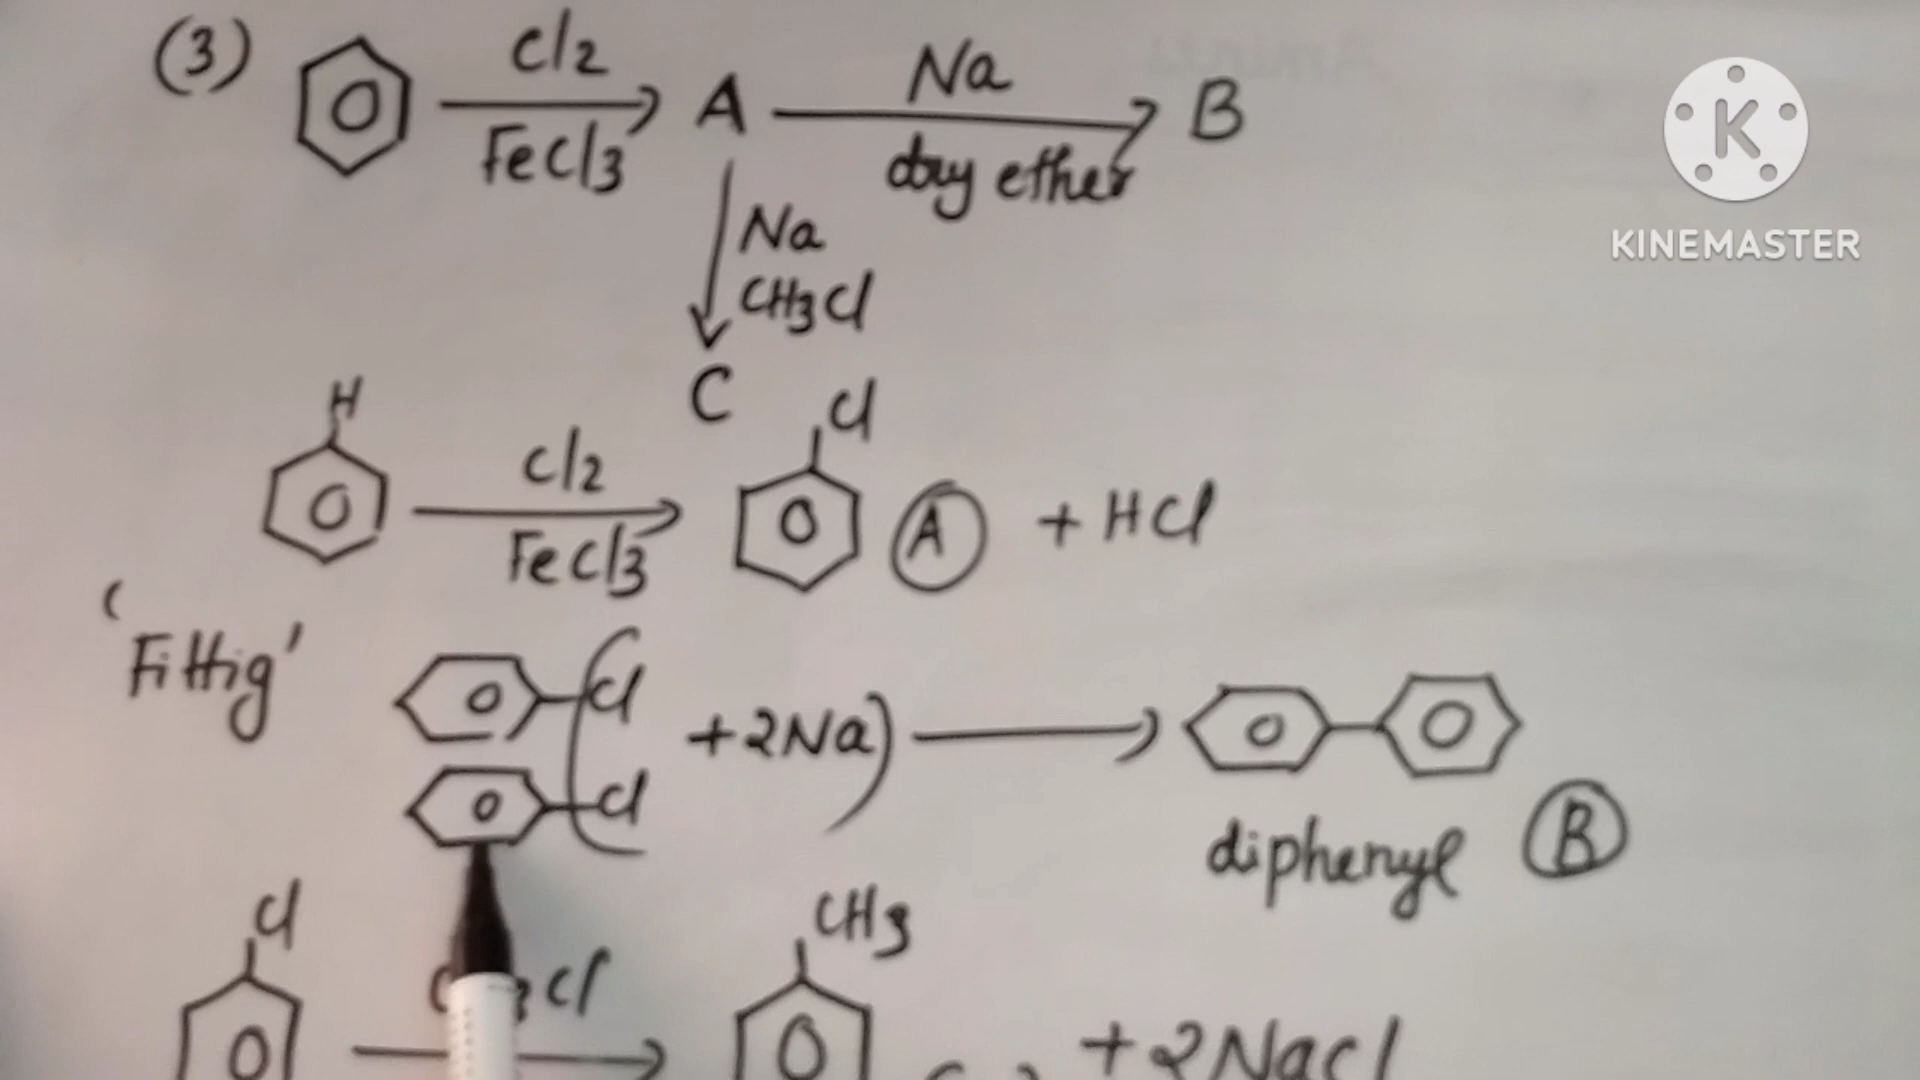 (3) Cl2 A Na B
FeCl3 dry ether
Na
CH3Cl
C
H Cl2 Cl
FeCl3 A + HCl
'Fittig' Cl
+2Na
Cl
diphenyl B
Cl Cl CH3
+2NaCl
K
KINEMASTER